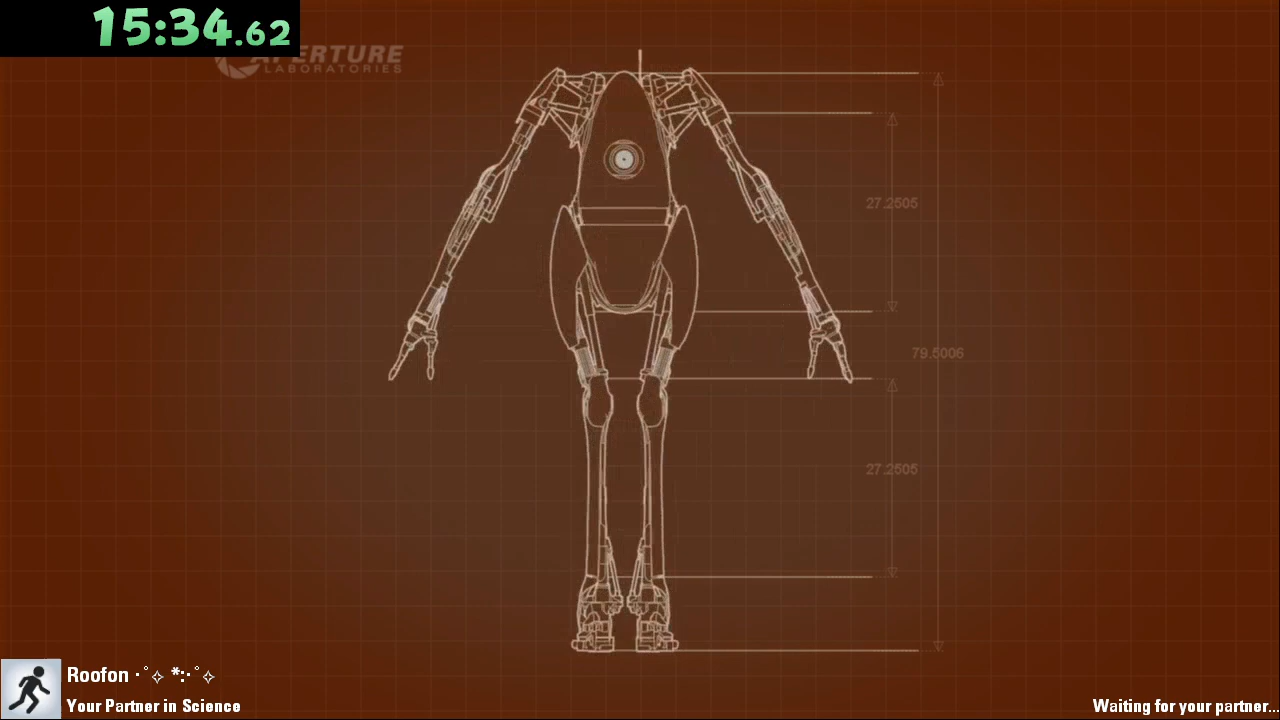 15:34.62
APERTURE
LABORATORIES
27.2505
79.5006
27.2505
Roofon ･ﾟ✧ *:･ﾟ✧
Your Partner in Science
Waiting for your partner...